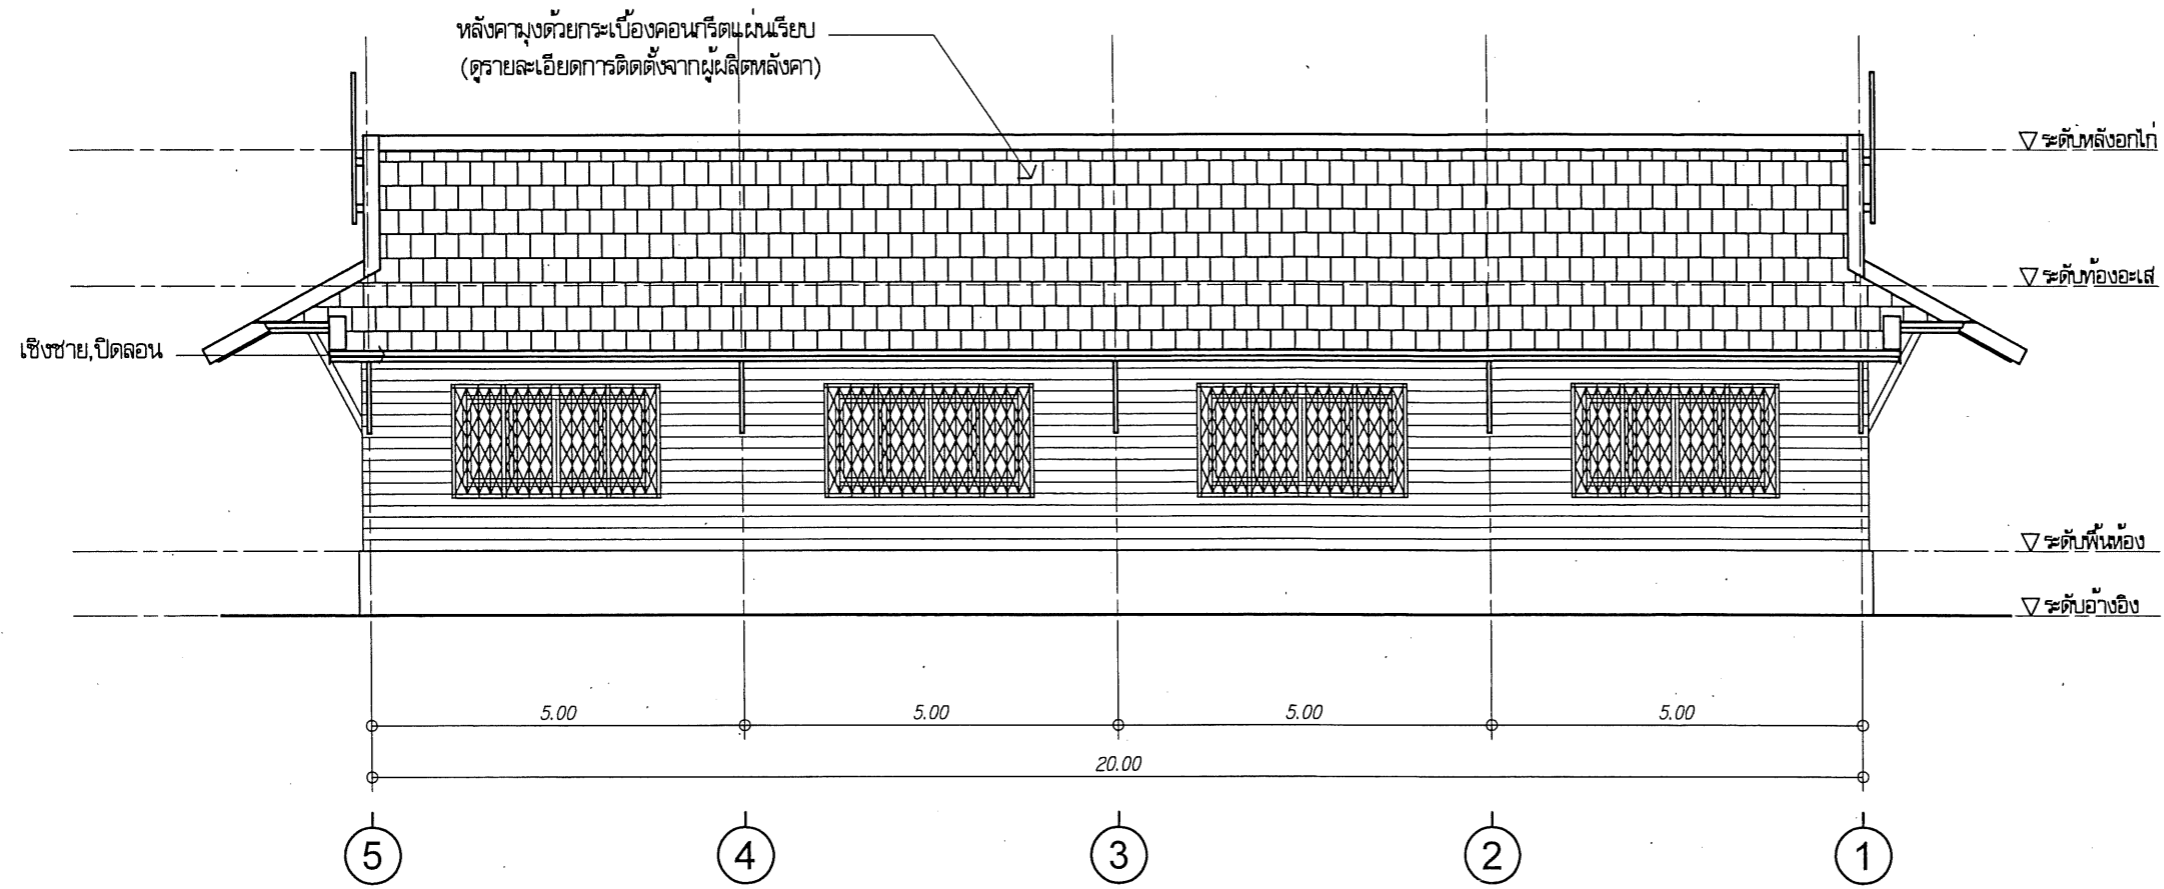 หลังคามุงด้วยกระเบื้องคอนกรีตแผ่นเรียบ
(ดูรายละเอียดการติดตั้งจากผู้ผลิตหลังคา)
ระดับหลังอกไก่
ระดับท้องอะเส
เชิงชาย,ปิดลอน
ระดับพื้นห้อง
ระดับอ้างอิง
5.00 5.00 5.00 5.00
20.00
5 4 3 2 1